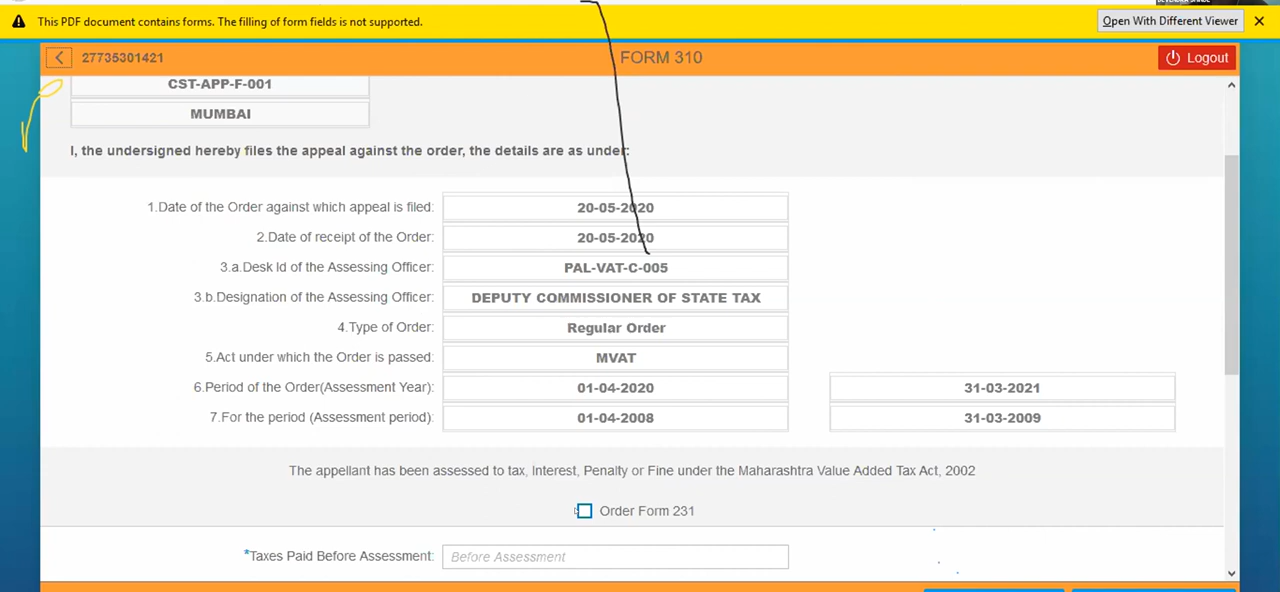 This PDF document contains forms. The filling of form fields is not supported.
Open With Different Viewer
27735301421
FORM 310
Logout
CST-APP-F-001
MUMBAI
I, the undersigned hereby files the appeal against the order, the details are as under:
1.Date of the Order against which appeal is filed: 20-05-2020
2.Date of receipt of the Order: 20-05-2020
3.a.Desk Id of the Assessing Officer: PAL-VAT-C-005
3.b.Designation of the Assessing Officer: DEPUTY COMMISSIONER OF STATE TAX
4.Type of Order: Regular Order
5.Act under which the Order is passed: MVAT
6.Period of the Order(Assessment Year): 01-04-2020 31-03-2021
7.For the period (Assessment period): 01-04-2008 31-03-2009
The appellant has been assessed to tax, Interest, Penalty or Fine under the Maharashtra Value Added Tax Act, 2002
Order Form 231
*Taxes Paid Before Assessment: Before Assessment